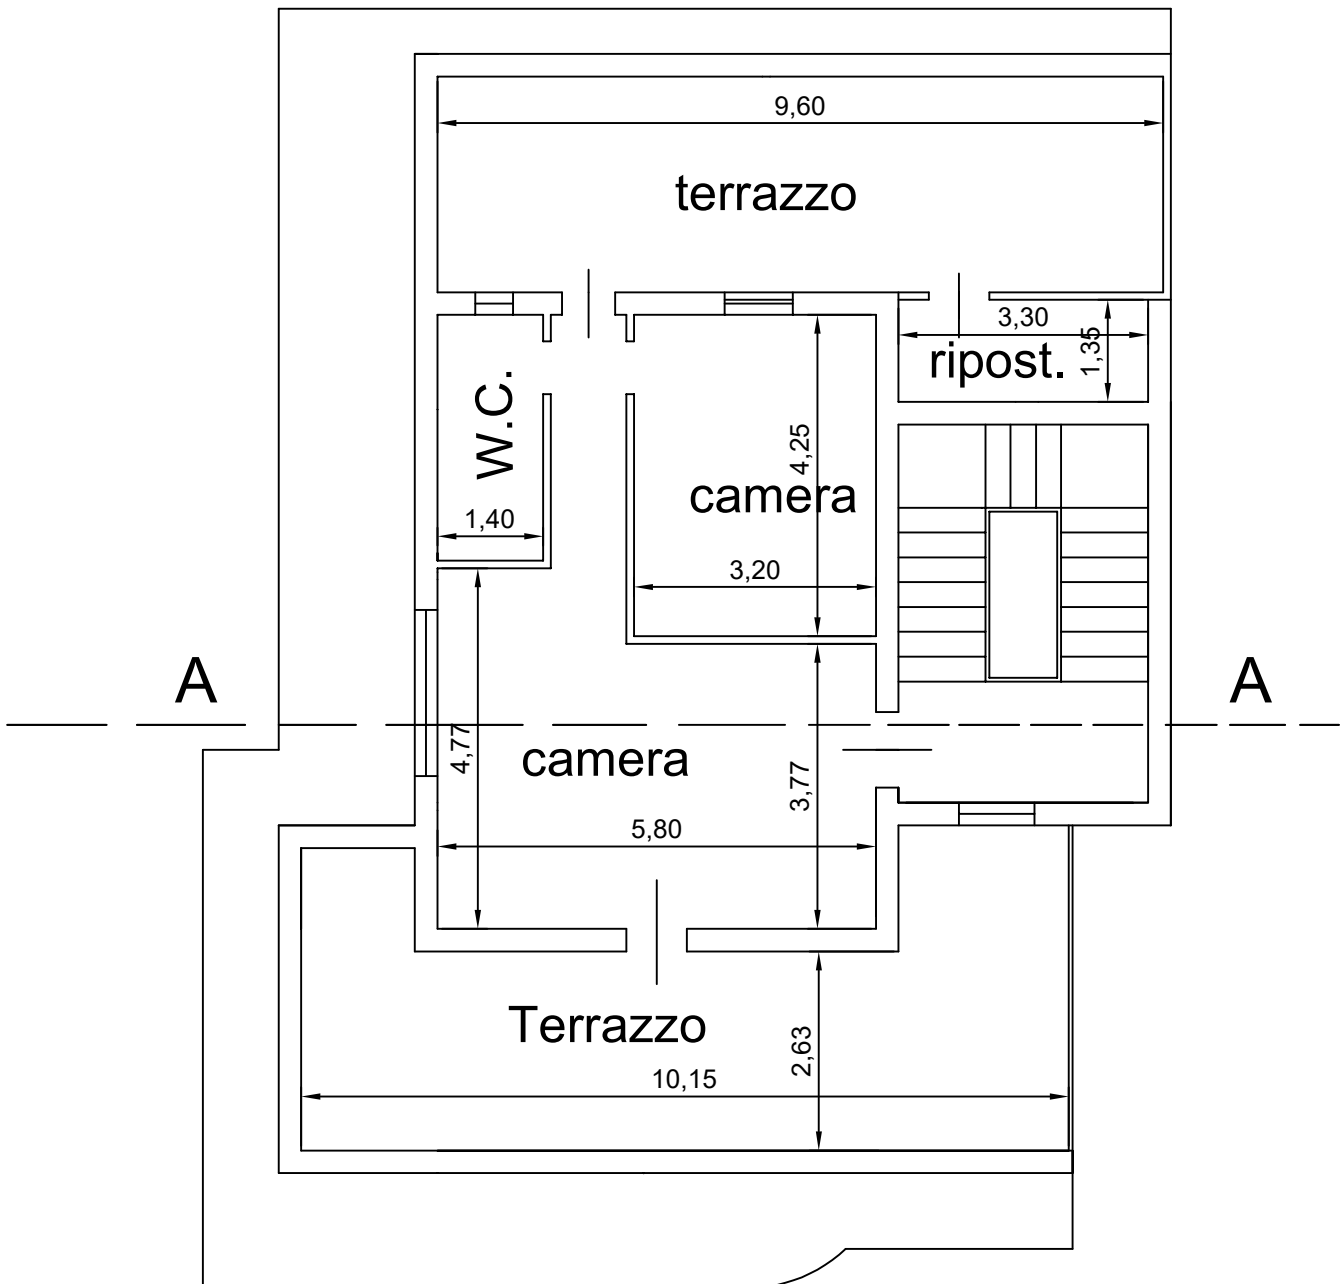 9,60
terrazzo
3,30
ripost.
1,35
W.C.
4,25
camera
1,40
3,20
A
A
4,77
camera
3,77
5,80
Terrazzo
2,63
10,15